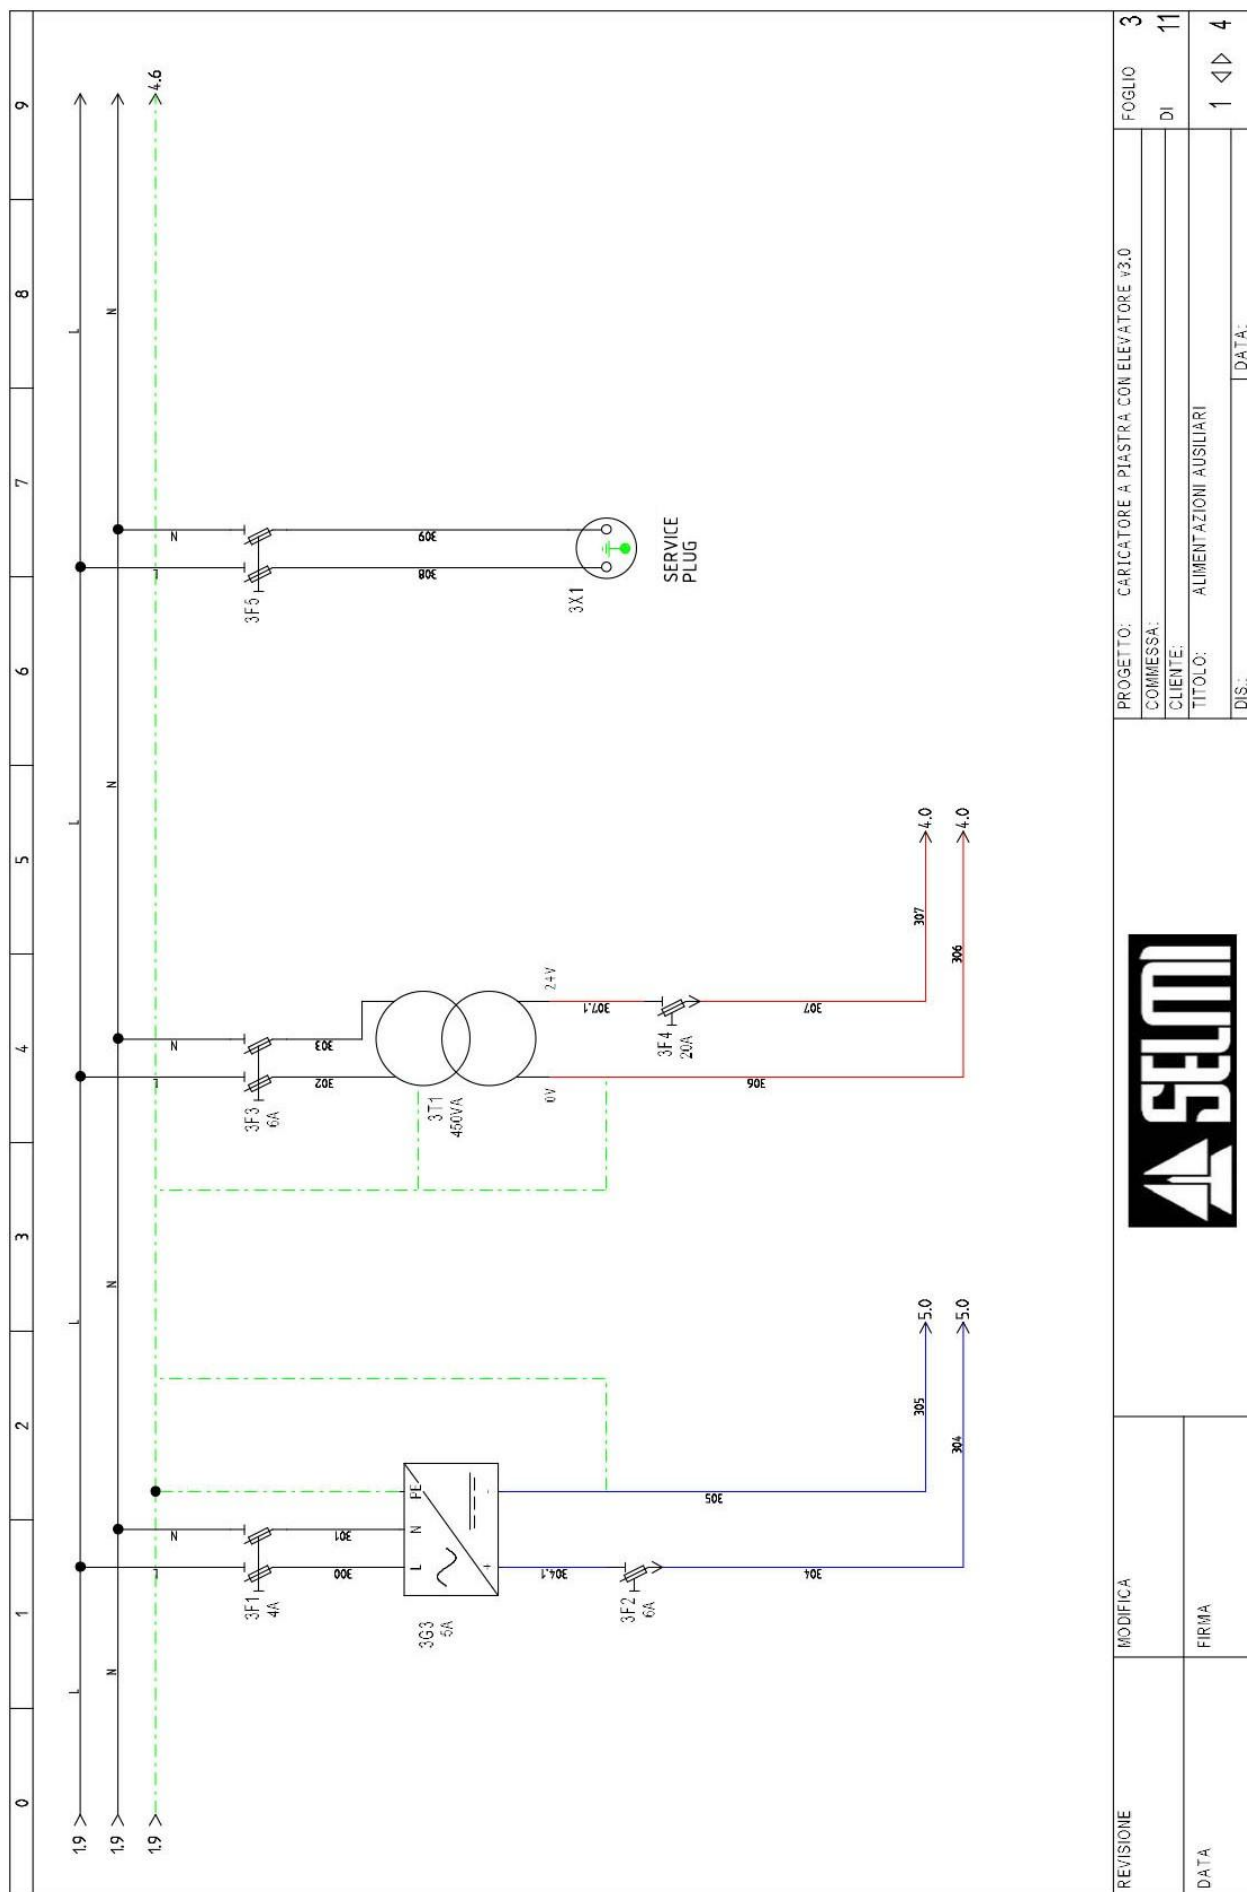 0 1 2 3 4 5 6 7 8 9
1.9 L L L L
1.9 N N N N
1.9 4.6
L N L N L N
3F1
4A
3F3
6A
3F5
300 301 302 303 308 309
L N PE
+ -
3G3
5A
3T1
450VA
0V 24V
3X1
SERVICE
PLUG
304.1 307.1
3F2
6A
3F4
20A
304 305 306 307
305 5.0
304 5.0
307 4.0
306 4.0
REVISIONE MODIFICA
DATA FIRMA
SELMI
PROGETTO: CARICATORE A PIASTRA CON ELEVATORE v3.0
COMMESSA:
CLIENTE:
TITOLO: ALIMENTAZIONI AUSILIARI
DIS.: DATA:
FOGLIO 3
DI 11
1 4